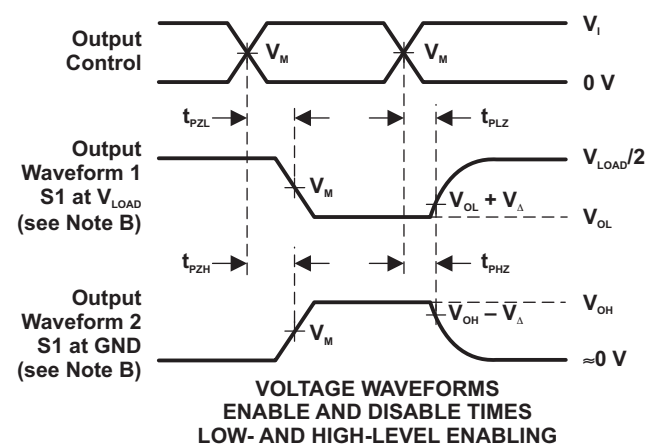 Output
Control
V_M
V_M
V_I
0 V
t_PZL
t_PLZ
Output
Waveform 1
S1 at V_LOAD
(see Note B)
V_M
V_LOAD/2
V_OL + V_Δ
V_OL
t_PZH
t_PHZ
Output
Waveform 2
S1 at GND
(see Note B)
V_M
V_OH
V_OH – V_Δ
≈0 V
VOLTAGE WAVEFORMS
ENABLE AND DISABLE TIMES
LOW- AND HIGH-LEVEL ENABLING